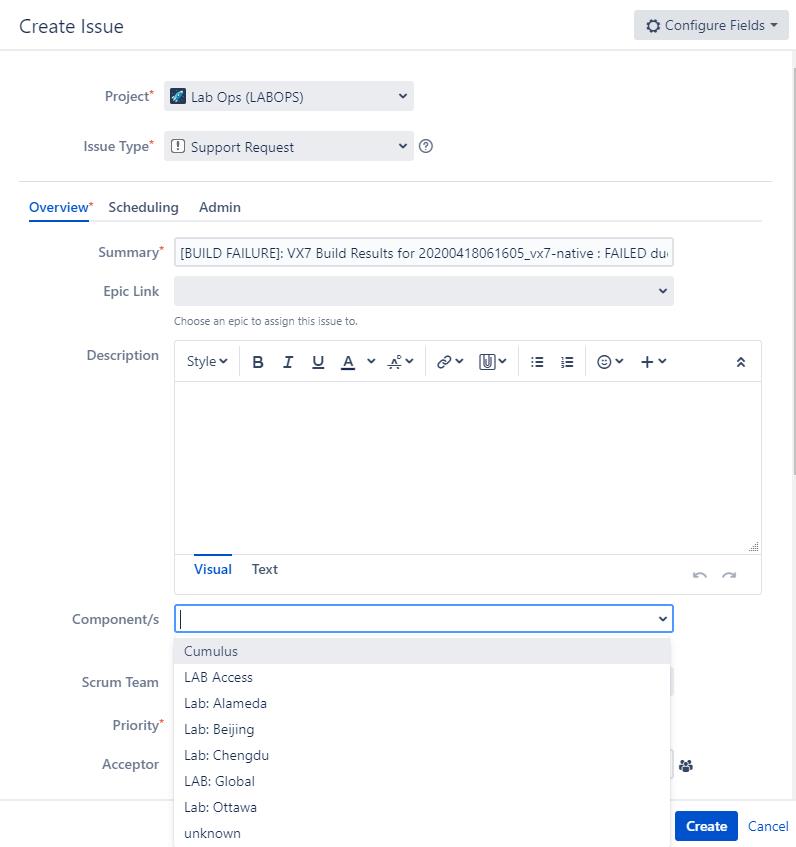 Create Issue
Configure Fields
Project*
Lab Ops (LABOPS)
Issue Type*
Support Request
Overview* Scheduling Admin
Summary*
[BUILD FAILURE]: VX7 Build Results for 20200418061605_vx7-native : FAILED du
Epic Link
Choose an epic to assign this issue to.
Description
Style B I U A
Visual Text
Component/s
Cumulus
LAB Access
Scrum Team
Lab: Alameda
Priority*
Lab: Beijing
Lab: Chengdu
Acceptor
LAB: Global
Lab: Ottawa
unknown
Create Cancel